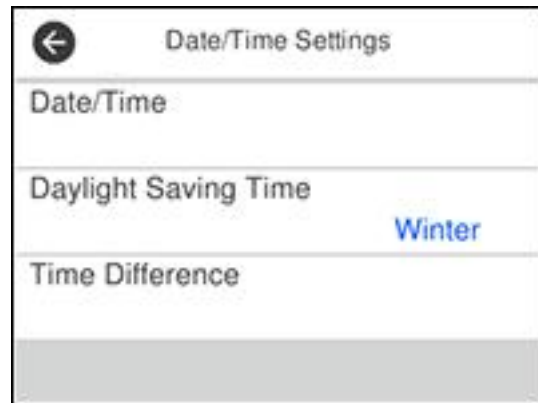 Date/Time Settings
Date/Time
Daylight Saving Time
Winter
Time Difference